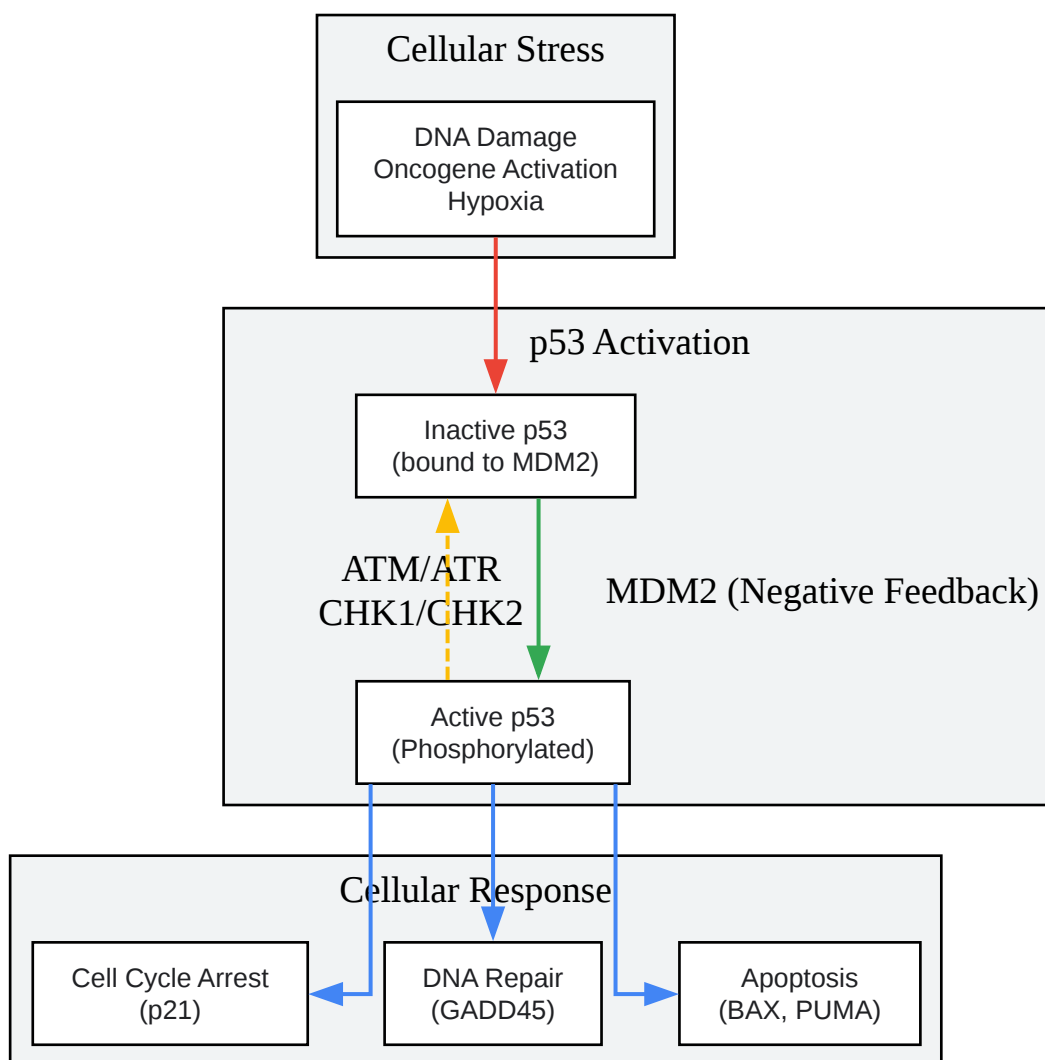 Cellular Stress
DNA Damage
Oncogene Activation
Hypoxia
p53 Activation
Inactive p53
(bound to MDM2)
ATM/ATR
CHK1/CHK2
MDM2 (Negative Feedback)
Active p53
(Phosphorylated)
Cellular Response
Cell Cycle Arrest
(p21)
DNA Repair
(GADD45)
Apoptosis
(BAX, PUMA)